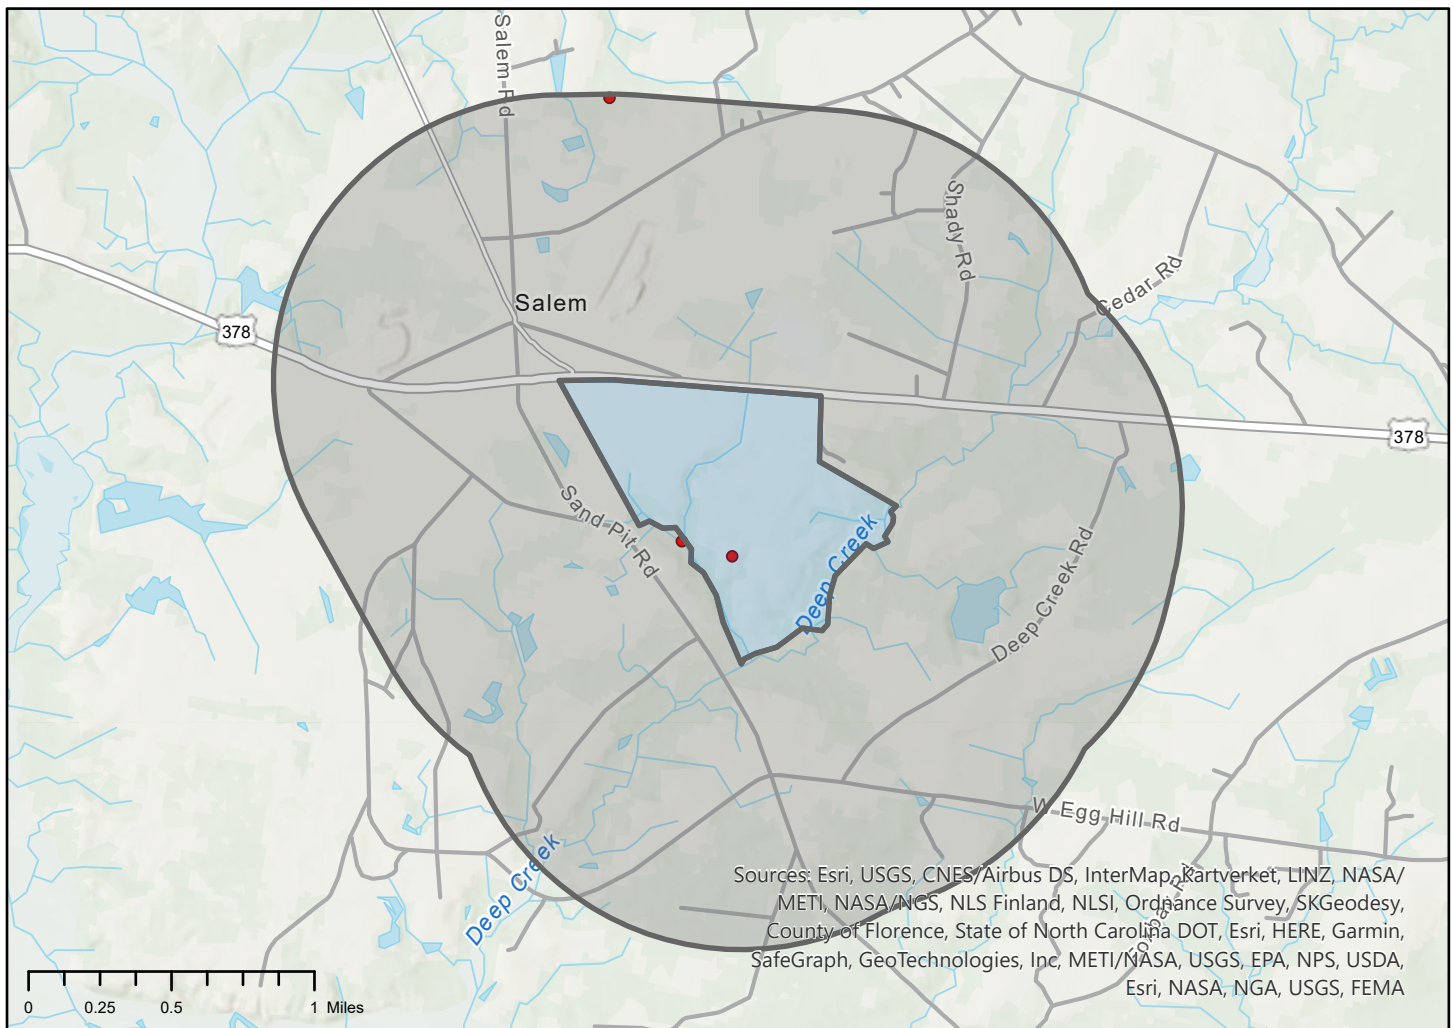 Salem Rd
Shady Rd
Cedar Rd
Salem
378
378
Sand Pit Rd
Deep Creek
Deep Creek Rd
W Egg Hill Rd
Deep Creek
Sources: Esri, USGS, CNES/Airbus DS, InterMap, Kartverket, LINZ, NASA/
METI, NASA/NGS, NLS Finland, NLSI, Ordnance Survey, SKGeodesy,
County of Florence, State of North Carolina DOT, Esri, HERE, Garmin,
SafeGraph, GeoTechnologies, Inc, METI/NASA, USGS, EPA, NPS, USDA,
Esri, NASA, NGA, USGS, FEMA
0 0.25 0.5 1 Miles